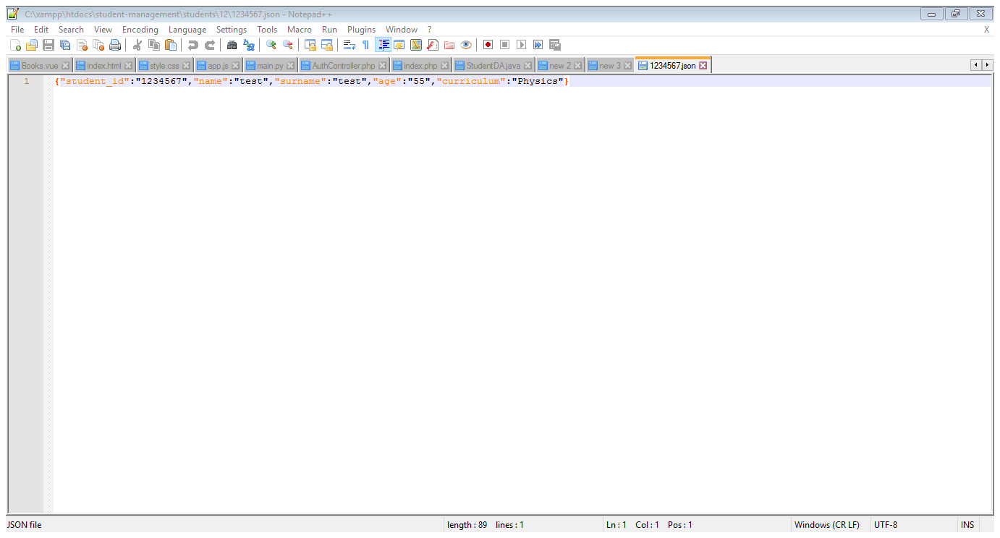 C:\xampp\htdocs\student-management\students\12\1234567.json - Notepad++
File Edit Search View Encoding Language Settings Tools Macro Run Plugins Window ? X
Books.vue index.html style.css app.js main.py AuthController.php index.php StudentDA.java new 2 new 3 1234567.json
1 {"student_id":"1234567","name":"test","surname":"test","age":"55","curriculum":"Physics"}
JSON file length : 89 lines : 1 Ln : 1 Col : 1 Pos : 1 Windows (CR LF) UTF-8 INS